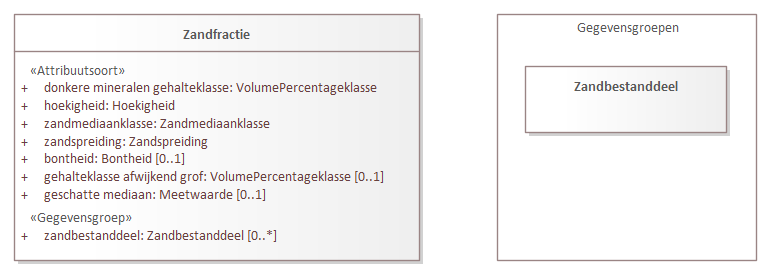 Zandfractie
«Attribuutsoort»
+ donkere mineralen gehalteklasse: VolumePercentageklasse
+ hoekigheid: Hoekigheid
+ zandmediaanklasse: Zandmediaanklasse
+ zandspreiding: Zandspreiding
+ bontheid: Bontheid [0..1]
+ gehalteklasse afwijkend grof: VolumePercentageklasse [0..1]
+ geschatte mediaan: Meetwaarde [0..1]
«Gegevensgroep»
+ zandbestanddeel: Zandbestanddeel [0..*]
Gegevensgroepen
Zandbestanddeel